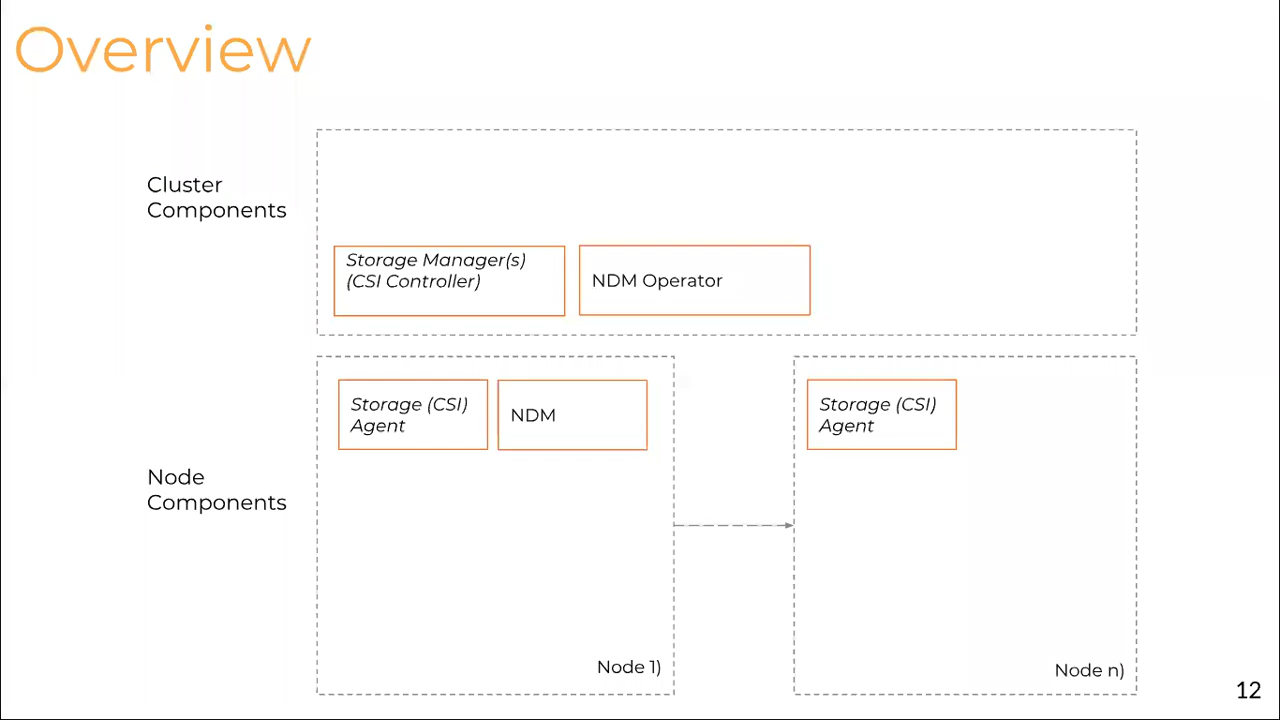 Overview
Cluster
Components
Storage Manager(s)
(CSI Controller)
NDM Operator
Storage (CSI)
Agent
NDM
Storage (CSI)
Agent
Node
Components
Node 1)
Node n)
12